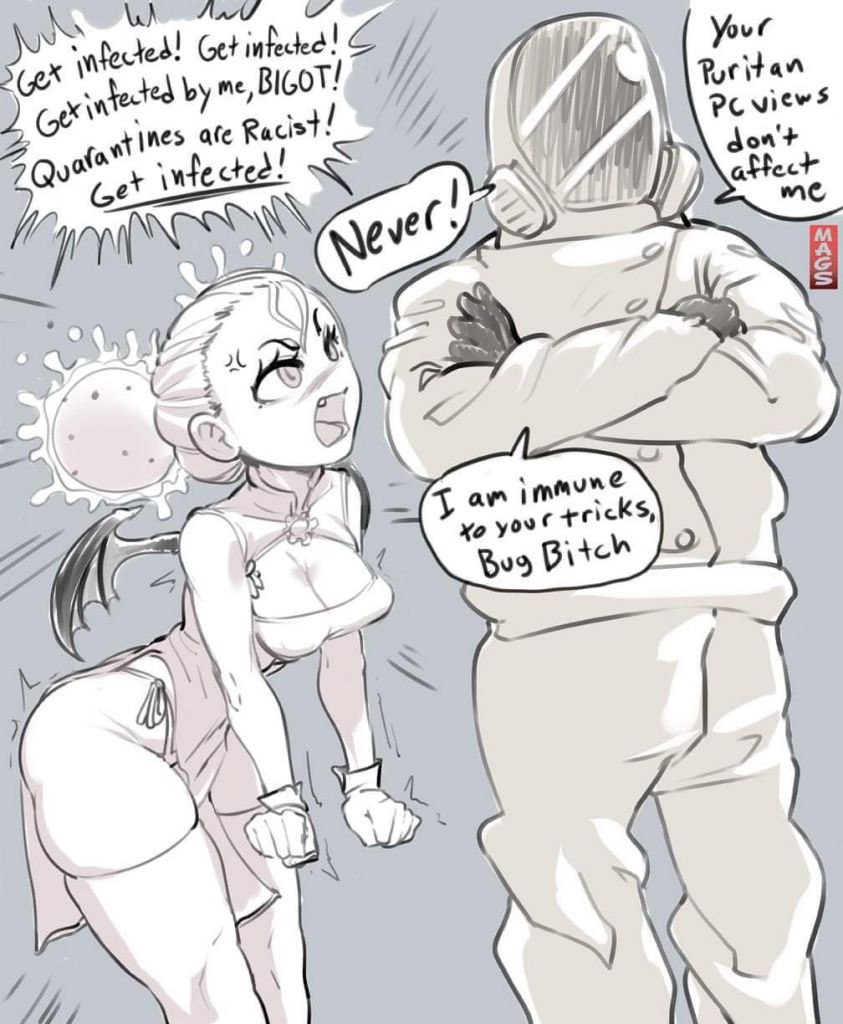 Get infected! Get infected!
Get infected by me, BIGOT!
Quarantines are Racist!
Get infected!
Never!
Your
Puritan
PC views
don't
affect
me
MAGS
I am immune
to your tricks,
Bug Bitch